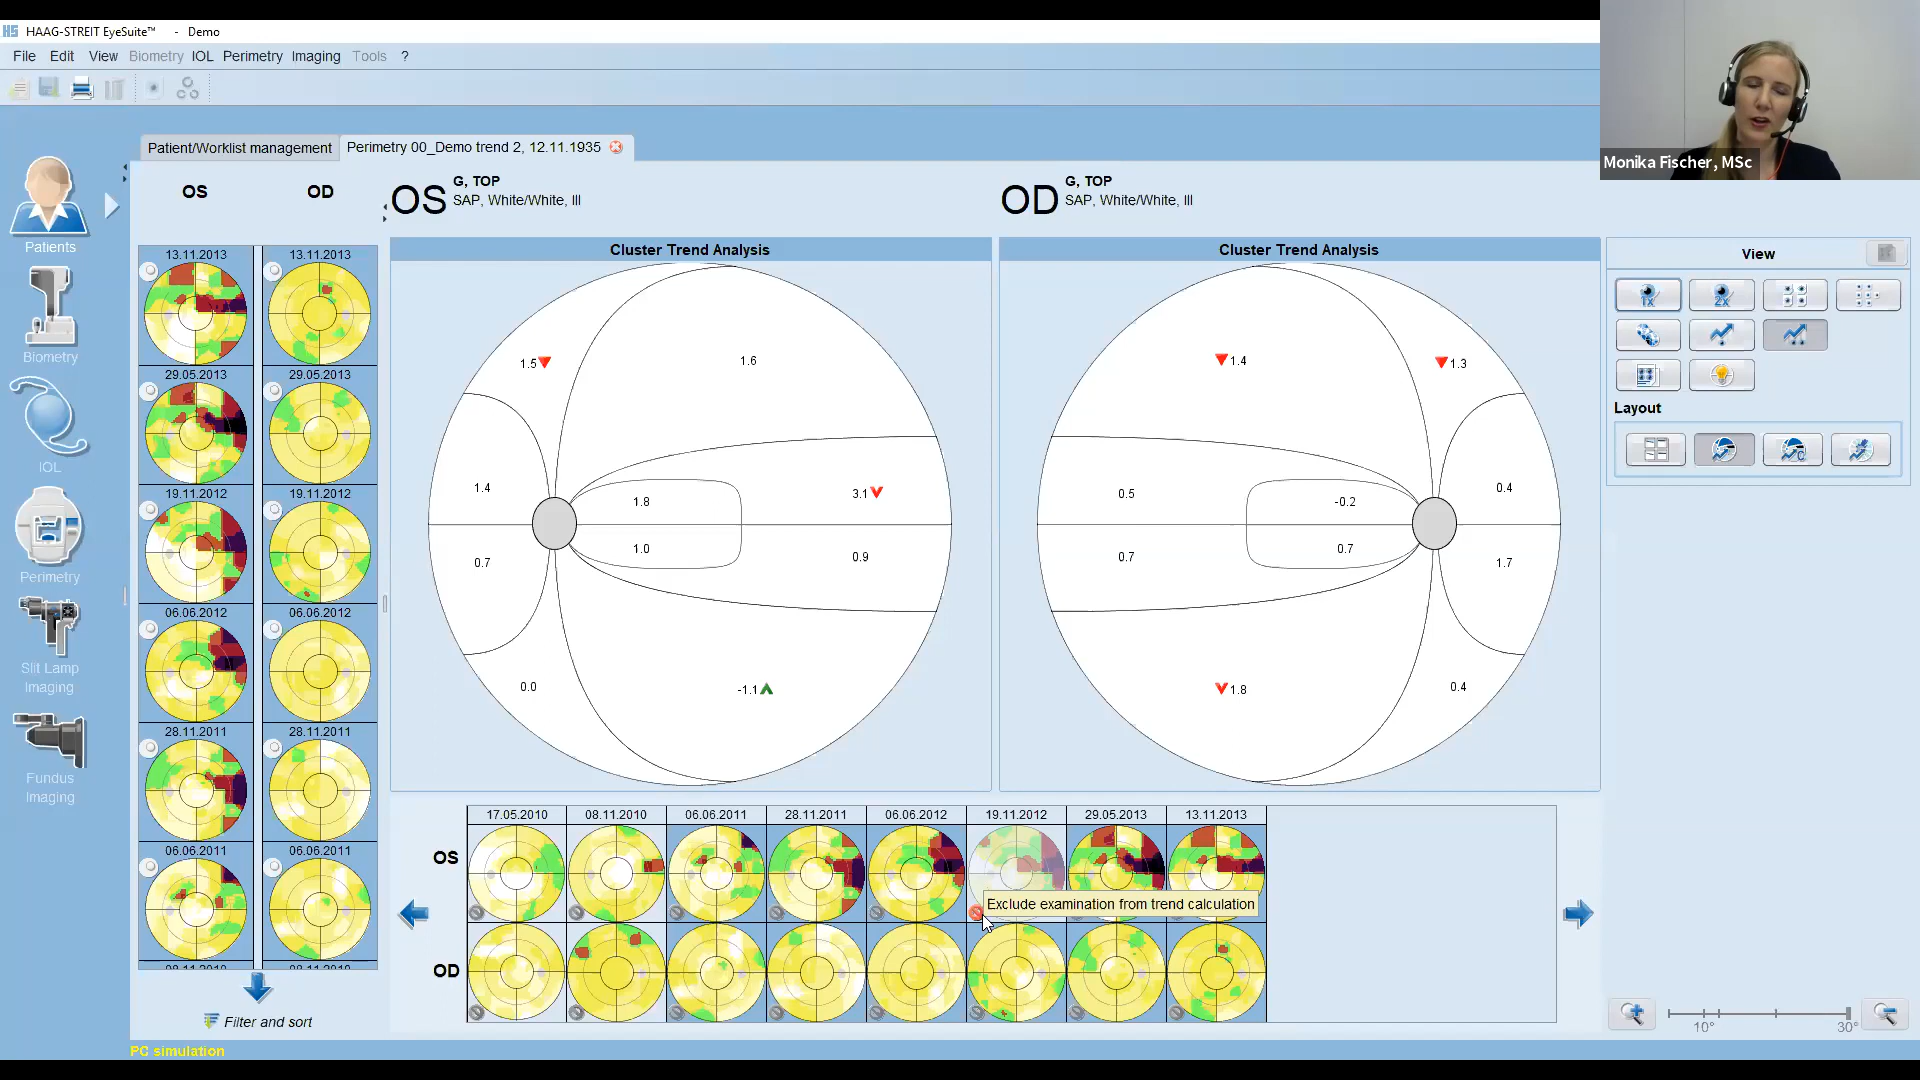 HAAG-STREIT EyeSuite™ - Demo
File Edit View Biometry IOL Perimetry Imaging Tools ?
Monika Fischer, MSc
Patient/Worklist management
Perimetry 00_Demo trend 2, 12.11.1935
Patients
Biometry
IOL
Perimetry
Slit Lamp
Imaging
Fundus
Imaging
OS OD
13.11.2013 13.11.2013
29.05.2013 29.05.2013
19.11.2012 19.11.2012
06.06.2012 06.06.2012
28.11.2011 28.11.2011
06.06.2011 06.06.2011
08.11.2010 08.11.2010
Filter and sort
PC simulation
OS G, TOP
SAP, White/White, III
Cluster Trend Analysis
1.5 1.6
1.4 1.8 3.1
0.7 1.0 0.9
0.0 -1.1
OD G, TOP
SAP, White/White, III
Cluster Trend Analysis
1.4 1.3
0.5 -0.2 0.4
0.7 0.7 1.7
1.8 0.4
17.05.2010 08.11.2010 06.06.2011 28.11.2011 06.06.2012 19.11.2012 29.05.2013 13.11.2013
OS
Exclude examination from trend calculation
OD
View
1X 2X
Layout
10° 30°